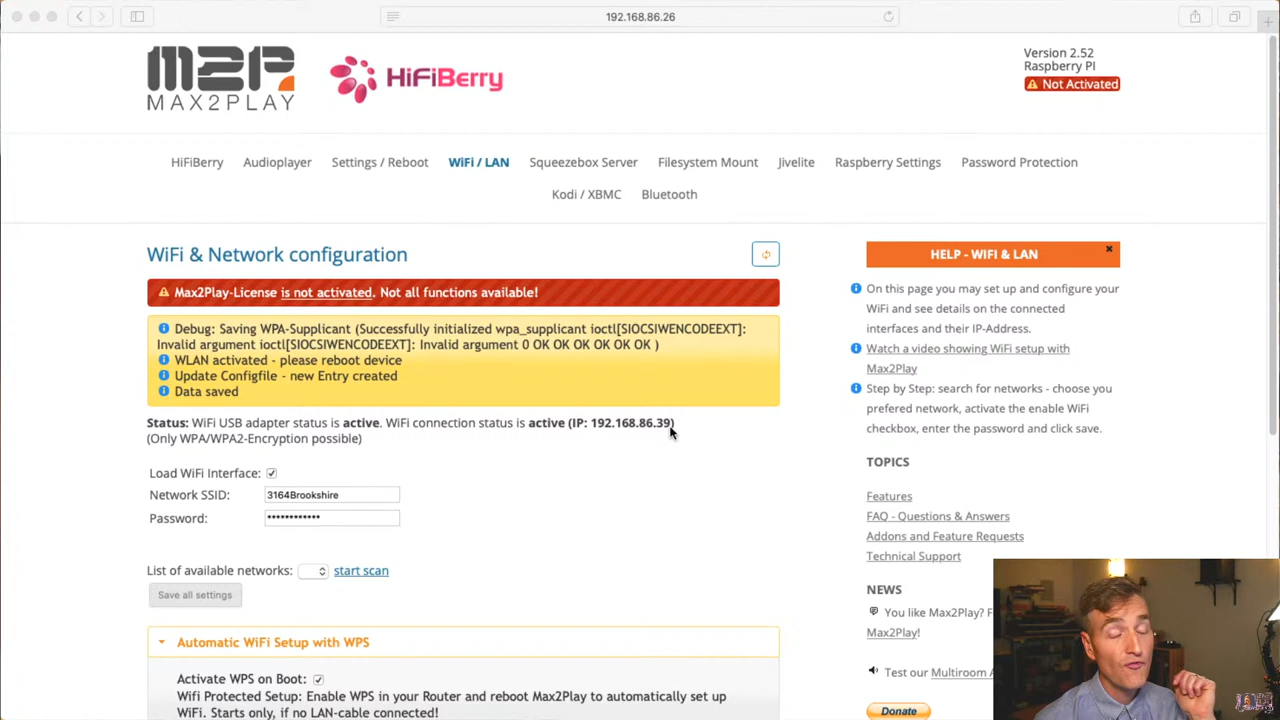 192.168.86.26
M2P
MAX2PLAY
HiFiBerry
Version 2.52
Raspberry PI
Not Activated
HiFiBerry Audioplayer Settings / Reboot WiFi / LAN Squeezebox Server Filesystem Mount Jivelite Raspberry Settings Password Protection
Kodi / XBMC Bluetooth
WiFi & Network configuration
Max2Play-License is not activated. Not all functions available!
Debug: Saving WPA-Supplicant (Successfully initialized wpa_supplicant ioctl[SIOCSIWENCODEEXT]:
Invalid argument ioctl[SIOCSIWENCODEEXT]: Invalid argument 0 OK OK OK OK OK OK )
WLAN activated - please reboot device
Update Configfile - new Entry created
Data saved
Status: WiFi USB adapter status is active. WiFi connection status is active (IP: 192.168.86.39)
(Only WPA/WPA2-Encryption possible)
Load WiFi Interface:
Network SSID: 3164Brookshire
Password: ••••••••••••
List of available networks: start scan
Save all settings
Automatic WiFi Setup with WPS
Activate WPS on Boot:
Wifi Protected Setup: Enable WPS in your Router and reboot Max2Play to automatically set up
WiFi. Starts only, if no LAN-cable connected!
HELP - WIFI & LAN
On this page you may set up and configure your
WiFi and see details on the connected
interfaces and their IP-Address.
Watch a video showing WiFi setup with
Max2Play
Step by Step: search for networks - choose you
prefered network, activate the enable WiFi
checkbox, enter the password and click save.
TOPICS
Features
FAQ - Questions & Answers
Addons and Feature Requests
Technical Support
NEWS
You like Max2Play?
Max2Play!
Test our Multiroom
Donate